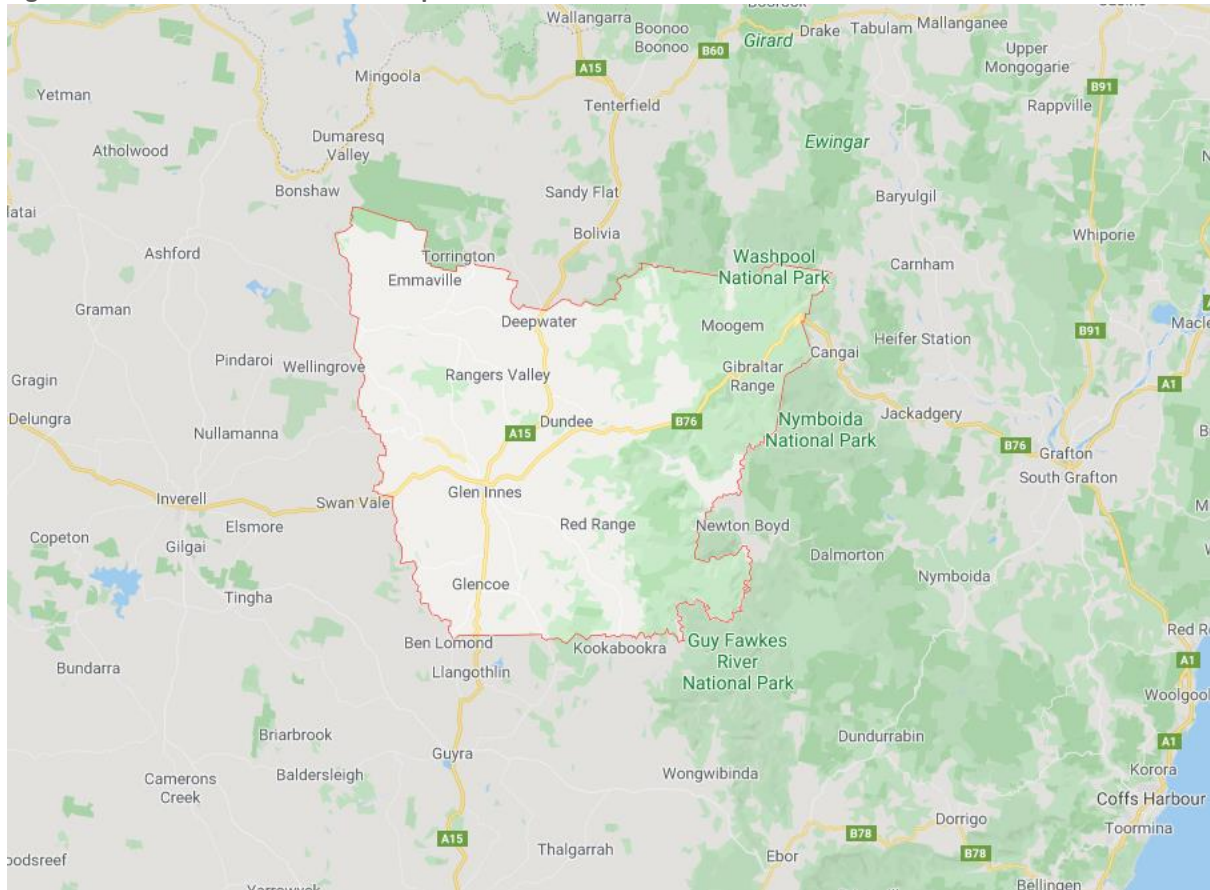 Wallangarra
Boonoo
Boonoo
Girard
Drake
Tabulam
Mallanganee
B60
A15
Mingoola
Upper
Mongogarie
B91
Yetman
Tenterfield
Rappville
Dumaresq
Valley
Ewingar
Atholwood
Bonshaw
Sandy Flat
Baryulgil
Bolivia
Whiporie
Ashford
Torrington
Washpool
National Park
Carnham
Emmaville
Graman
Deepwater
Moogem
Heifer Station
B91
Pindaroi
Wellingrove
Cangai
Gragin
Rangers Valley
Gibraltar
Range
A1
Delungra
Dundee
B76
Nymboida
National Park
Jackadgery
Nullamanna
A15
B76
Grafton
South Grafton
Inverell
Swan Vale
Glen Innes
Elsmore
Red Range
Newton Boyd
Copeton
Gilgai
Dalmorton
Nymboida
Tingha
Glencoe
Ben Lomond
Kookabookra
Guy Fawkes
River
National Park
Bundarra
Llangothlin
A1
Briarbrook
Dundurrabin
Guyra
A1
Camerons
Creek
Baldersleigh
Wongwibinda
Korora
Coffs Harbour
Dorrigo
Toormina
B78
A15
Thalgarrah
B78
Ebor
Bellingen